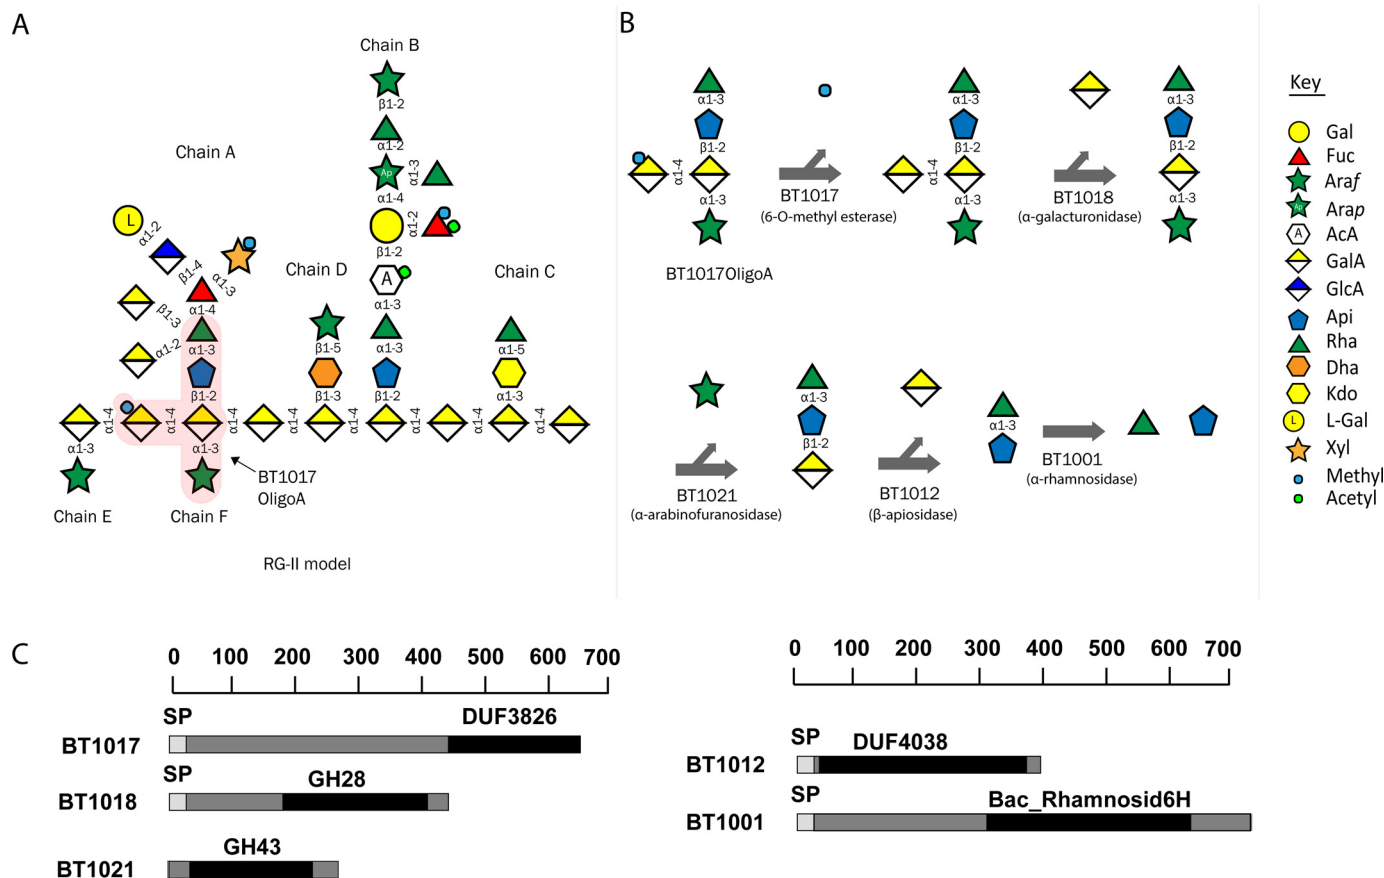 A
Chain B
β1-2
α1-2
Ap
α1-3
α1-4
α1-2
β1-2
A
α1-3
α1-3
β1-2
Chain A
L
α1-2
β1-4
α1-3
α1-4
β1-3
α1-2
α1-3
β1-2
Chain D
β1-5
β1-3
Chain C
α1-5
α1-3
α1-4
α1-4
α1-4
α1-4
α1-4
α1-4
α1-4
α1-4
α1-3
α1-3
BT1017
OligoA
Chain E
Chain F
RG-II model
B
α1-3
β1-2
α1-4
α1-3
BT1017OligoA
BT1017
(6-O-methyl esterase)
α1-3
β1-2
α1-4
α1-3
BT1018
(α-galacturonidase)
α1-3
β1-2
α1-3
BT1021
(α-arabinofuranosidase)
α1-3
β1-2
BT1012
(β-apiosidase)
α1-3
BT1001
(α-rhamnosidase)
Key
Gal
Fuc
Araf
Ap Arap
A AcA
GalA
GlcA
Api
Rha
Dha
Kdo
L L-Gal
Xyl
Methyl
Acetyl
C
0 100 200 300 400 500 600 700
SP DUF3826
BT1017
SP GH28
BT1018
GH43
BT1021
0 100 200 300 400 500 600 700
SP DUF4038
BT1012
SP Bac_Rhamnosid6H
BT1001